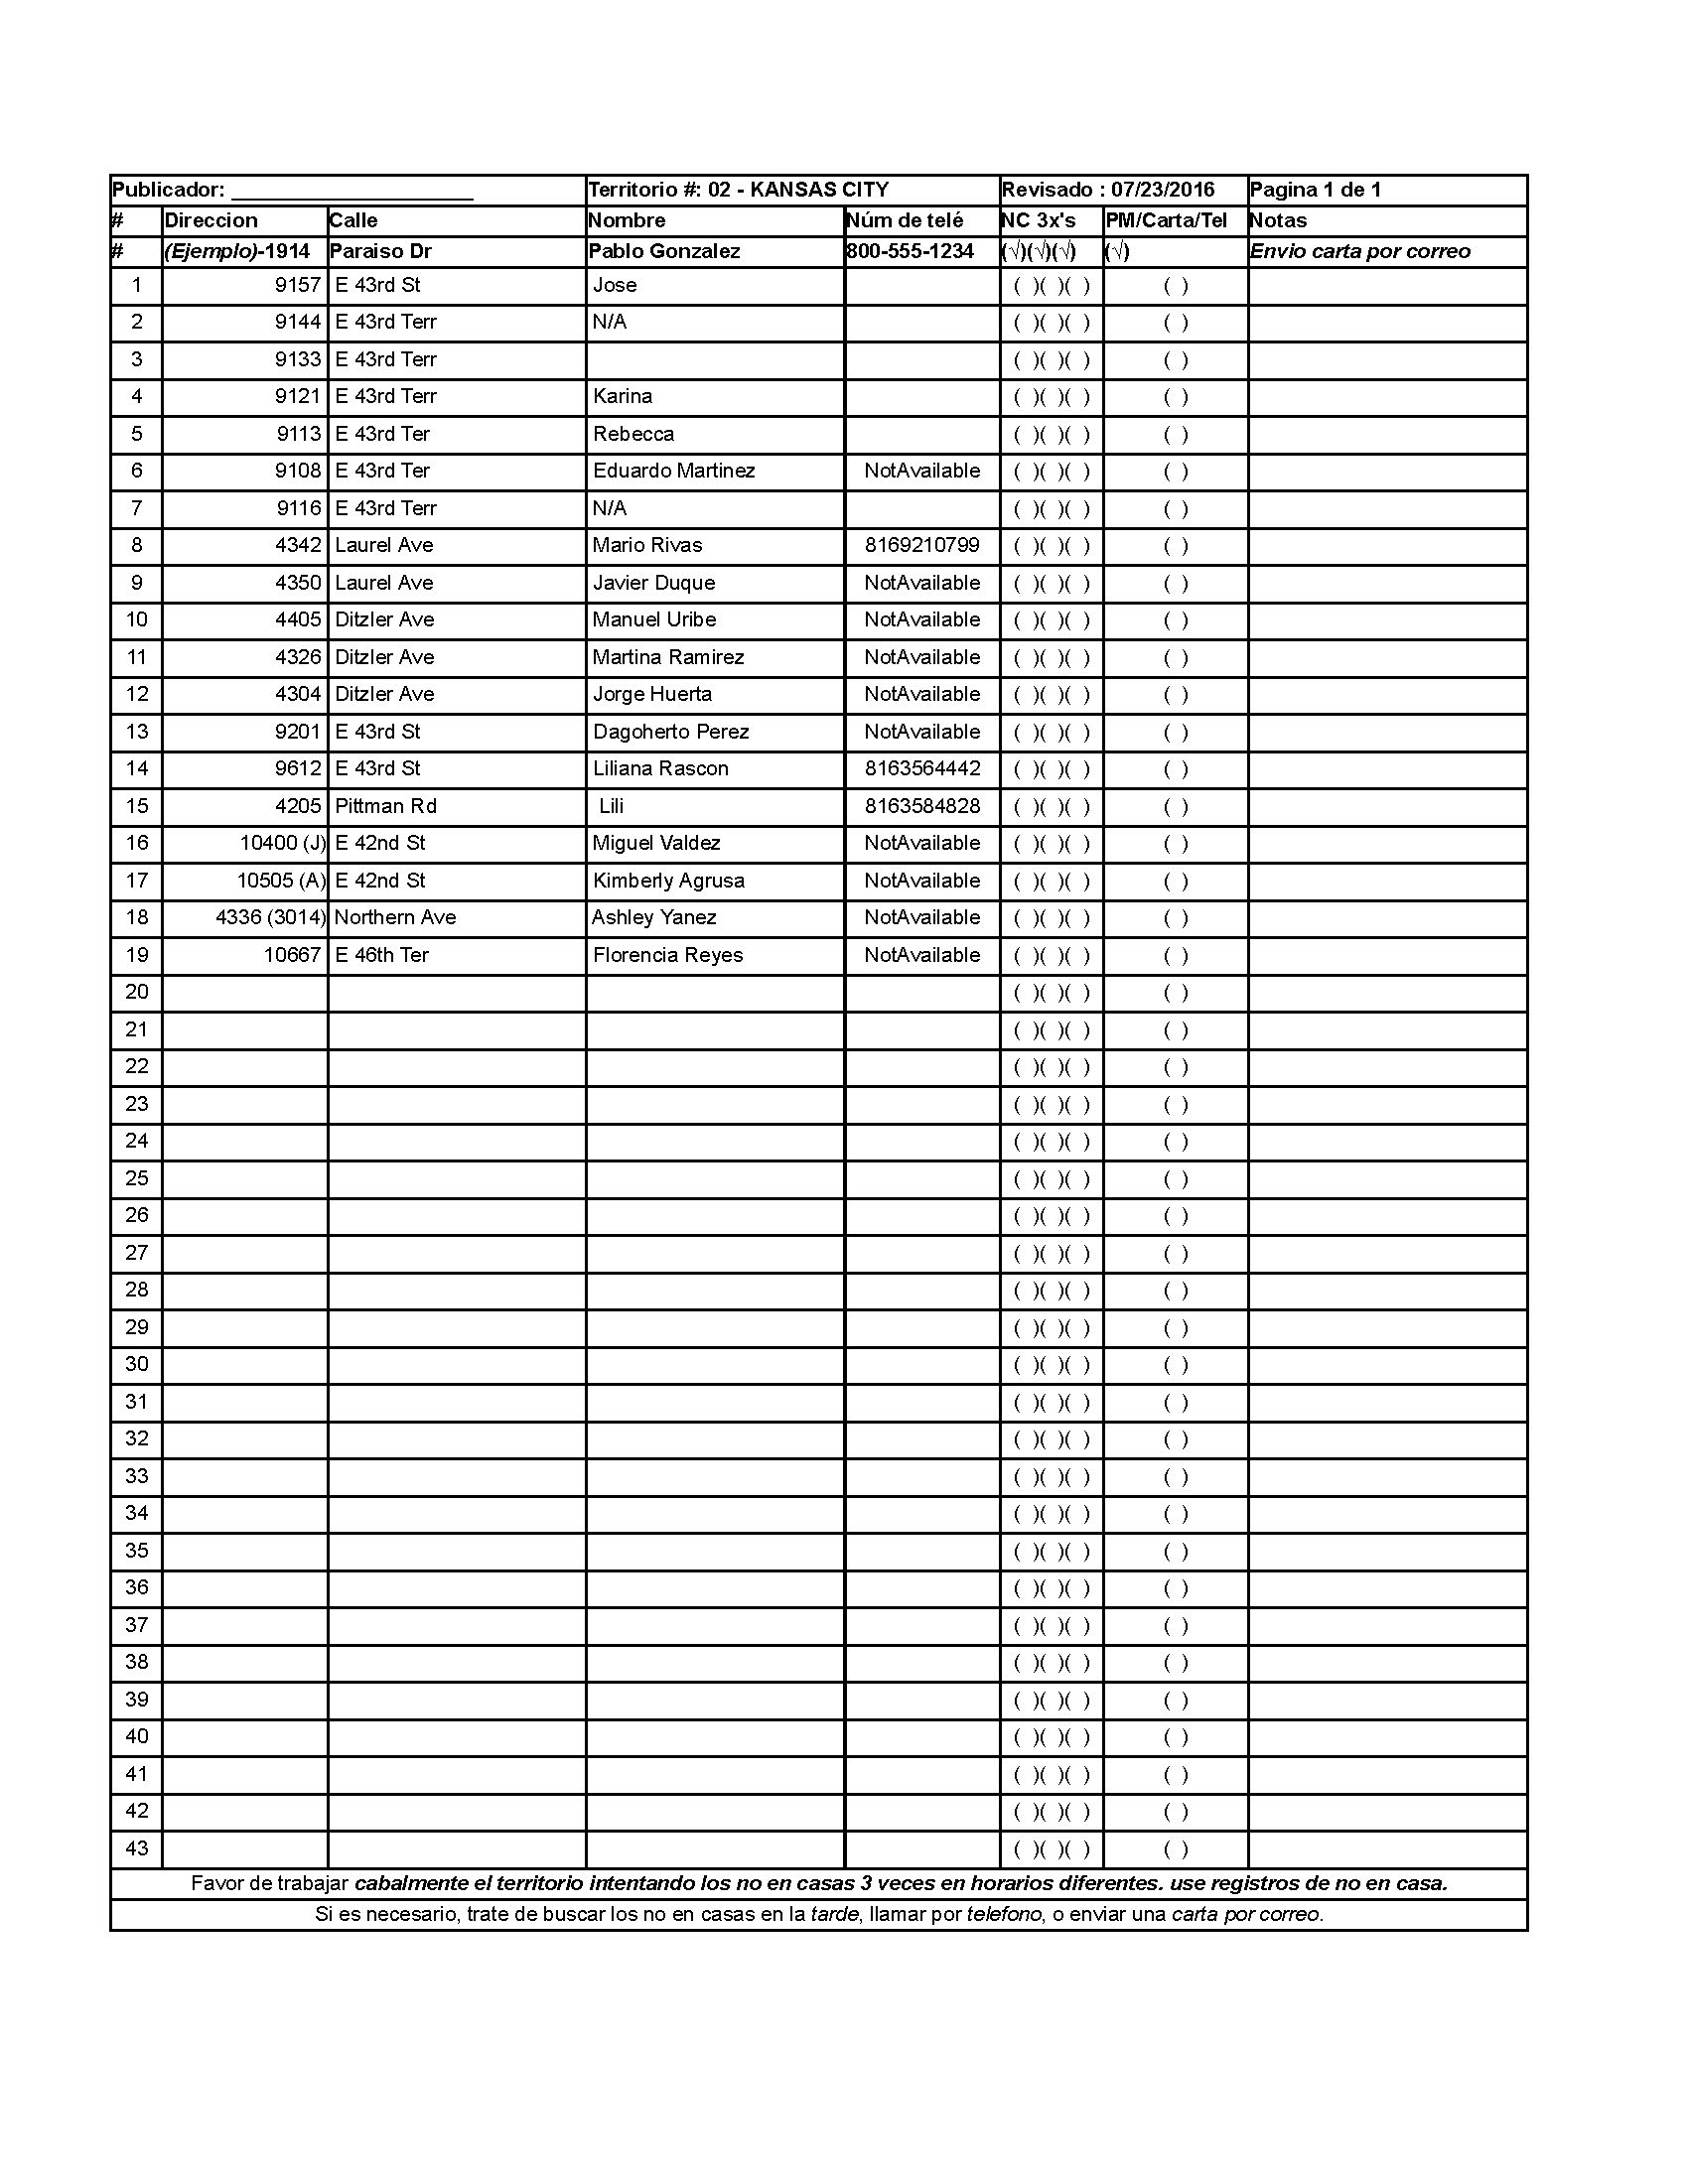 Publicador: ____________________ Territorio #: 02 - KANSAS CITY Revisado : 07/23/2016 Pagina 1 de 1
# Direccion Calle Nombre Núm de telé NC 3x's PM/Carta/Tel Notas
# (Ejemplo)-1914 Paraiso Dr Pablo Gonzalez 800-555-1234 (√)(√)(√) (√) Envio carta por correo
1 9157 E 43rd St Jose ( )( )( ) ( )
2 9144 E 43rd Terr N/A ( )( )( ) ( )
3 9133 E 43rd Terr ( )( )( ) ( )
4 9121 E 43rd Terr Karina ( )( )( ) ( )
5 9113 E 43rd Ter Rebecca ( )( )( ) ( )
6 9108 E 43rd Ter Eduardo Martinez NotAvailable ( )( )( ) ( )
7 9116 E 43rd Terr N/A ( )( )( ) ( )
8 4342 Laurel Ave Mario Rivas 8169210799 ( )( )( ) ( )
9 4350 Laurel Ave Javier Duque NotAvailable ( )( )( ) ( )
10 4405 Ditzler Ave Manuel Uribe NotAvailable ( )( )( ) ( )
11 4326 Ditzler Ave Martina Ramirez NotAvailable ( )( )( ) ( )
12 4304 Ditzler Ave Jorge Huerta NotAvailable ( )( )( ) ( )
13 9201 E 43rd St Dagoherto Perez NotAvailable ( )( )( ) ( )
14 9612 E 43rd St Liliana Rascon 8163564442 ( )( )( ) ( )
15 4205 Pittman Rd Lili 8163584828 ( )( )( ) ( )
16 10400 (J) E 42nd St Miguel Valdez NotAvailable ( )( )( ) ( )
17 10505 (A) E 42nd St Kimberly Agrusa NotAvailable ( )( )( ) ( )
18 4336 (3014) Northern Ave Ashley Yanez NotAvailable ( )( )( ) ( )
19 10667 E 46th Ter Florencia Reyes NotAvailable ( )( )( ) ( )
20 ( )( )( ) ( )
21 ( )( )( ) ( )
22 ( )( )( ) ( )
23 ( )( )( ) ( )
24 ( )( )( ) ( )
25 ( )( )( ) ( )
26 ( )( )( ) ( )
27 ( )( )( ) ( )
28 ( )( )( ) ( )
29 ( )( )( ) ( )
30 ( )( )( ) ( )
31 ( )( )( ) ( )
32 ( )( )( ) ( )
33 ( )( )( ) ( )
34 ( )( )( ) ( )
35 ( )( )( ) ( )
36 ( )( )( ) ( )
37 ( )( )( ) ( )
38 ( )( )( ) ( )
39 ( )( )( ) ( )
40 ( )( )( ) ( )
41 ( )( )( ) ( )
42 ( )( )( ) ( )
43 ( )( )( ) ( )
Favor de trabajar cabalmente el territorio intentando los no en casas 3 veces en horarios diferentes. use registros de no en casa.
Si es necesario, trate de buscar los no en casas en la tarde, llamar por telefono, o enviar una carta por correo.